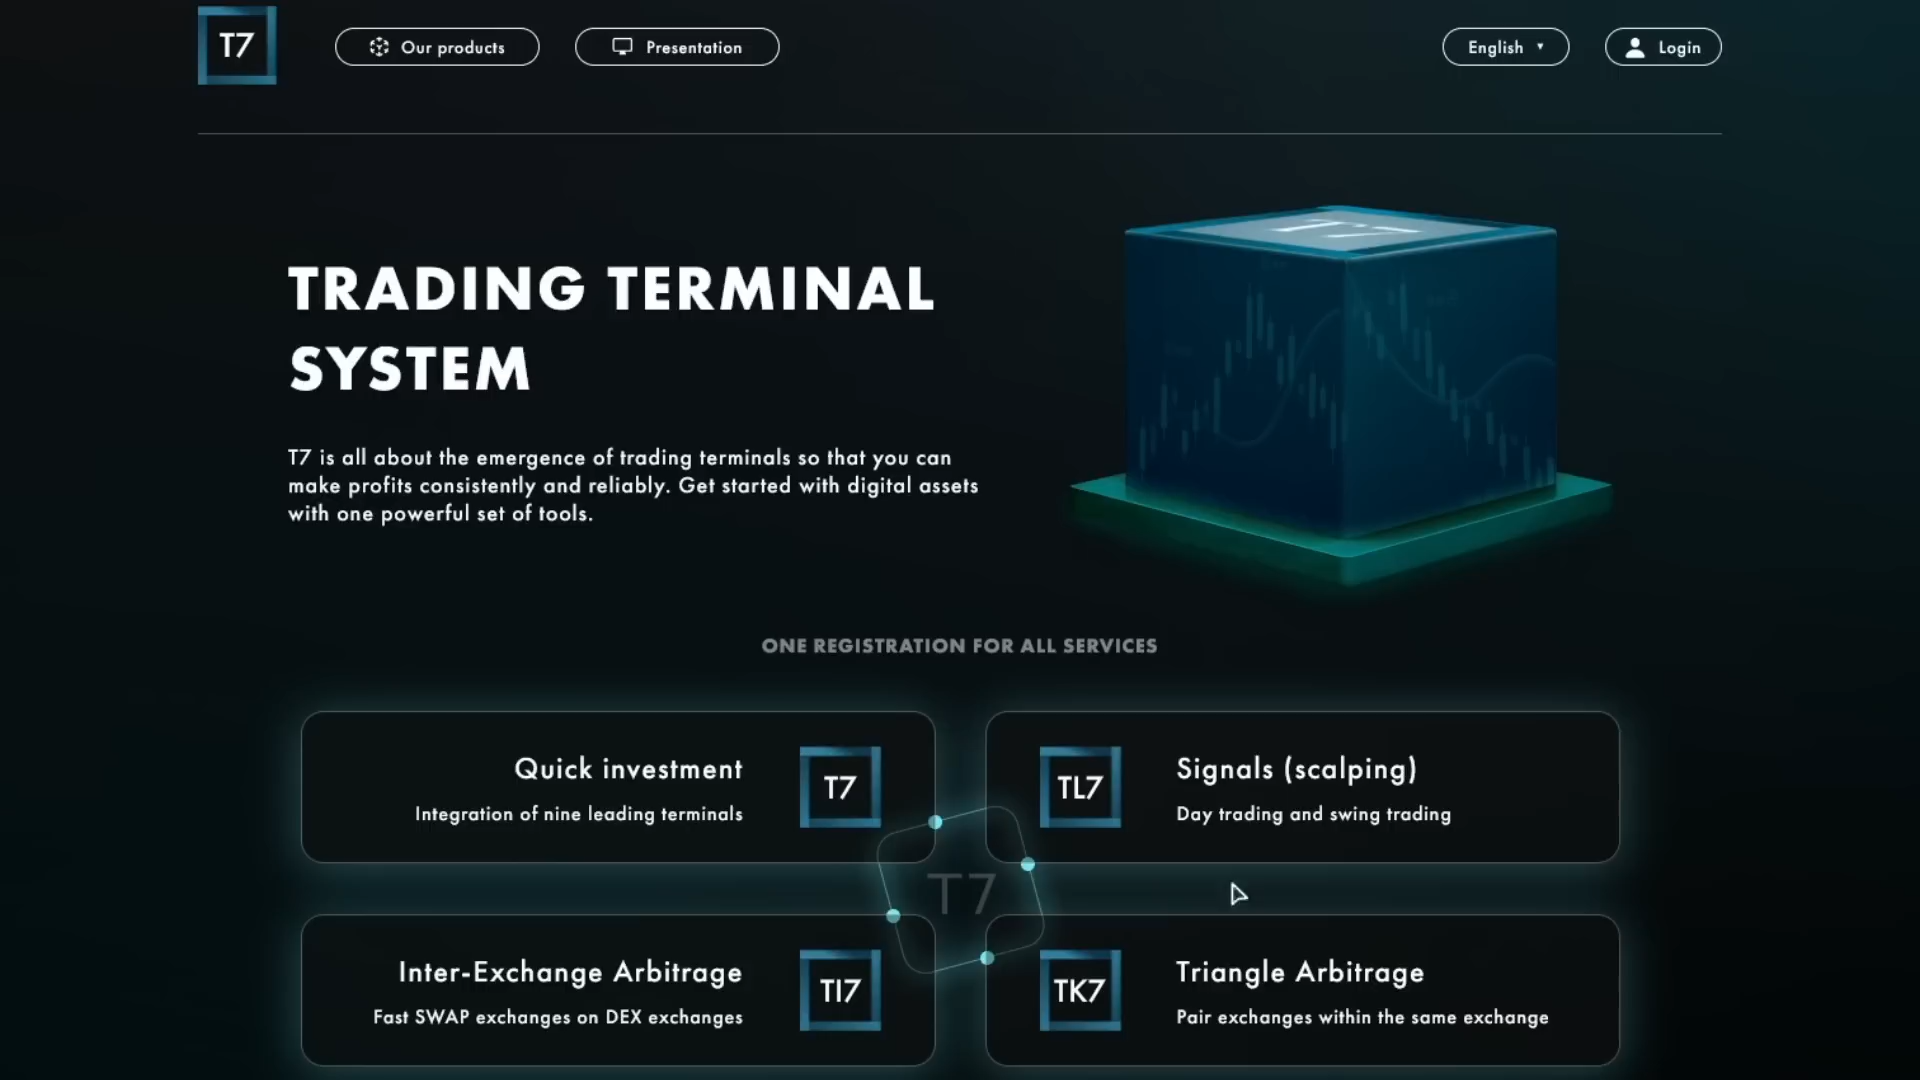 T7
Our products
Presentation
English
Login
T7
TRADING TERMINAL
SYSTEM
T7 is all about the emergence of trading terminals so that you can
make profits consistently and reliably. Get started with digital assets
with one powerful set of tools.
ONE REGISTRATION FOR ALL SERVICES
Quick investment
Integration of nine leading terminals
T7
TL7
Signals (scalping)
Day trading and swing trading
T7
Inter-Exchange Arbitrage
Fast SWAP exchanges on DEX exchanges
TI7
TK7
Triangle Arbitrage
Pair exchanges within the same exchange